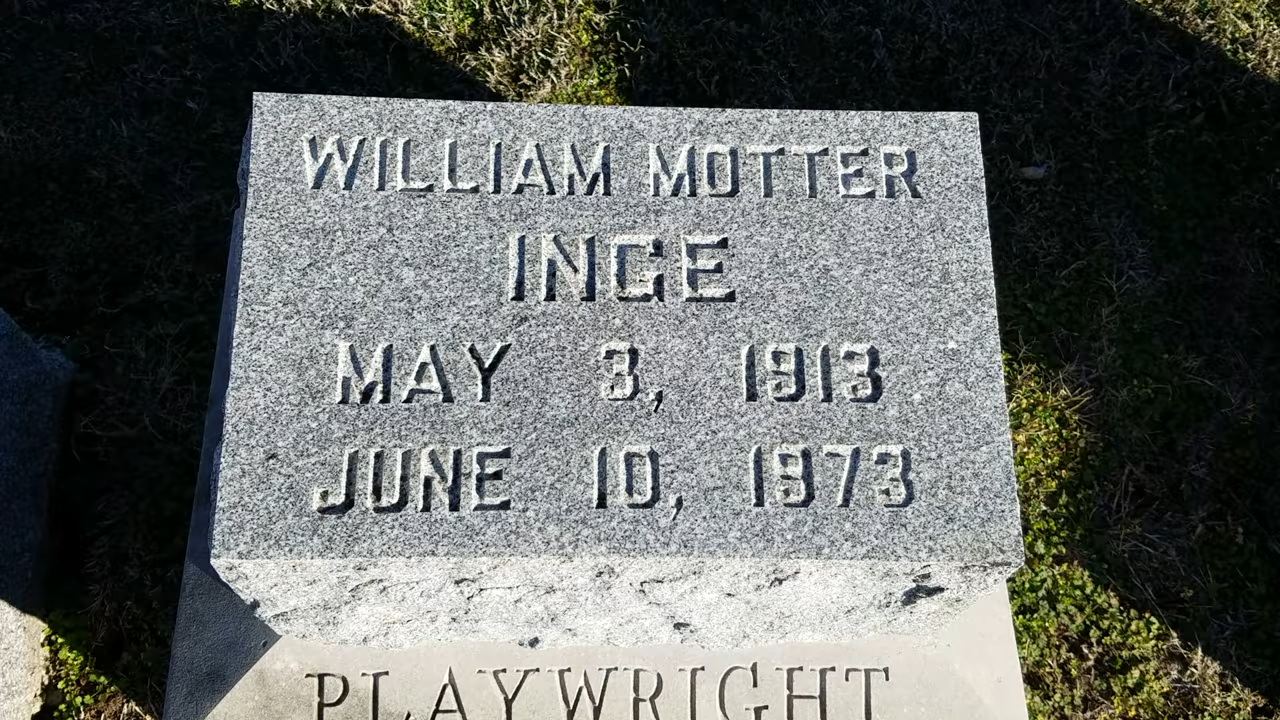 WILLIAM MOTTER
INGE
MAY 3, 1913
JUNE 10, 1973
PLAYWRIGHT